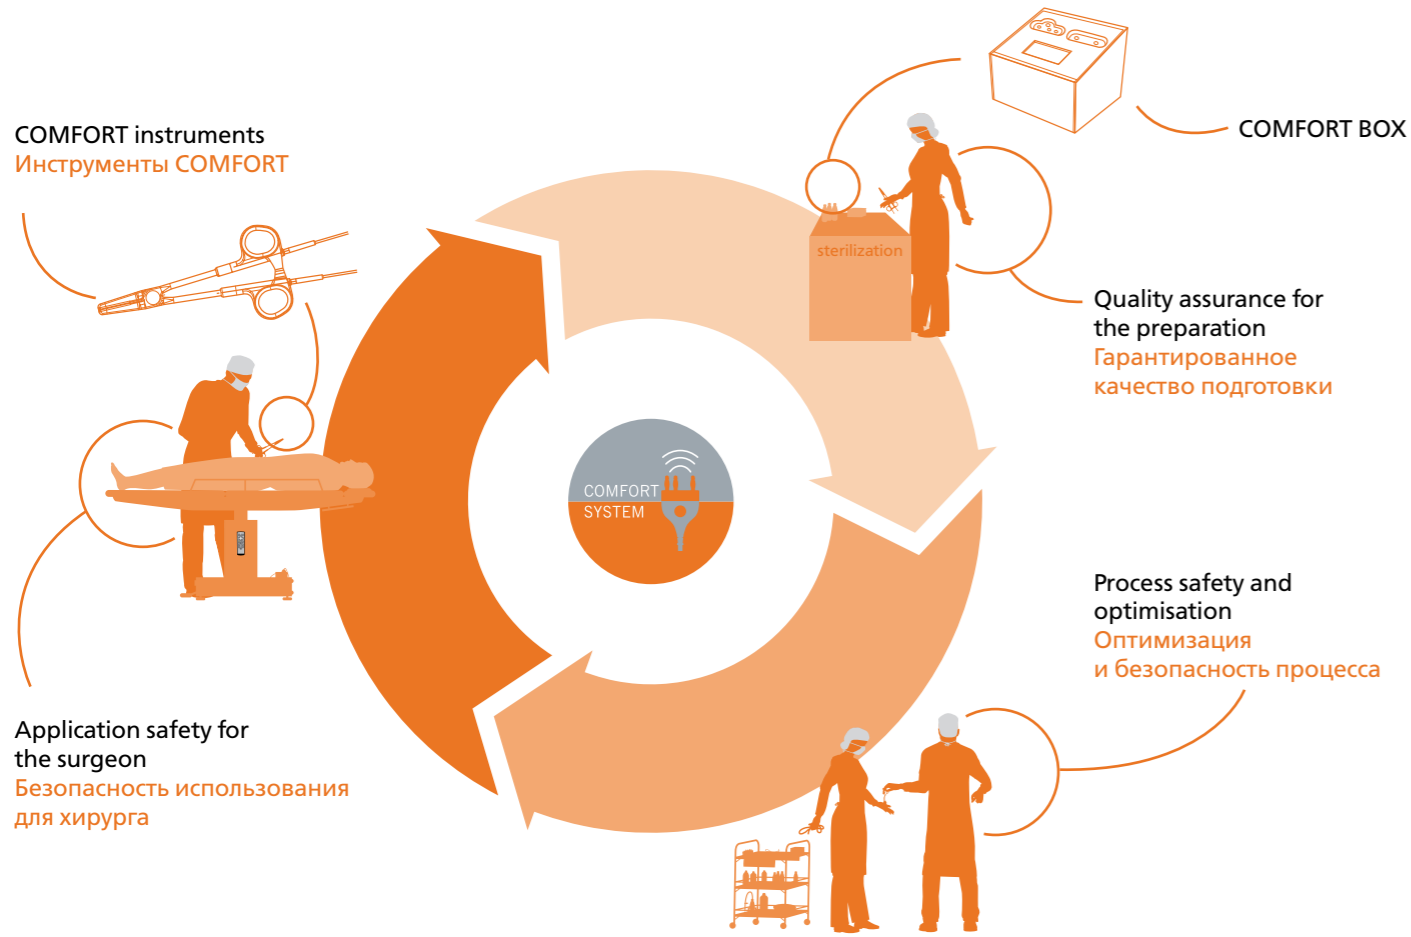 COMFORT instruments
Инструменты COMFORT
COMFORT BOX
sterilization
Quality assurance for
the preparation
Гарантированное
качество подготовки
COMFORT
SYSTEM
Process safety and
optimisation
Оптимизация
и безопасность процесса
Application safety for
the surgeon
Безопасность использования
для хирурга